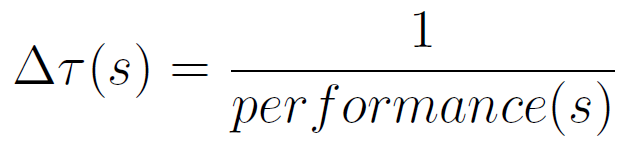 Δτ(s) = 1 / performance(s)